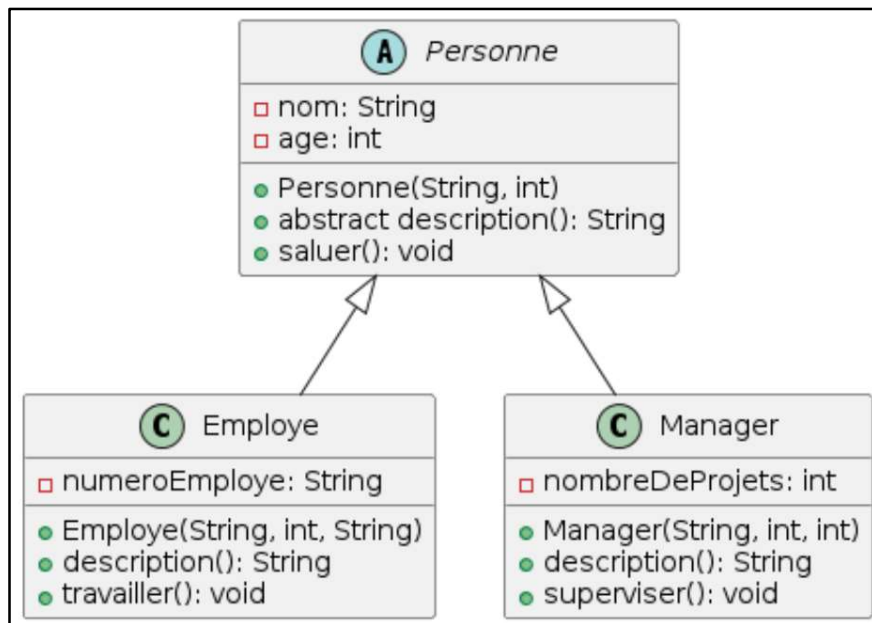 A Personne
nom: String
age: int
Personne(String, int)
abstract description(): String
saluer(): void
C Employe
numeroEmploye: String
Employe(String, int, String)
description(): String
travailler(): void
C Manager
nombreDeProjets: int
Manager(String, int, int)
description(): String
superviser(): void